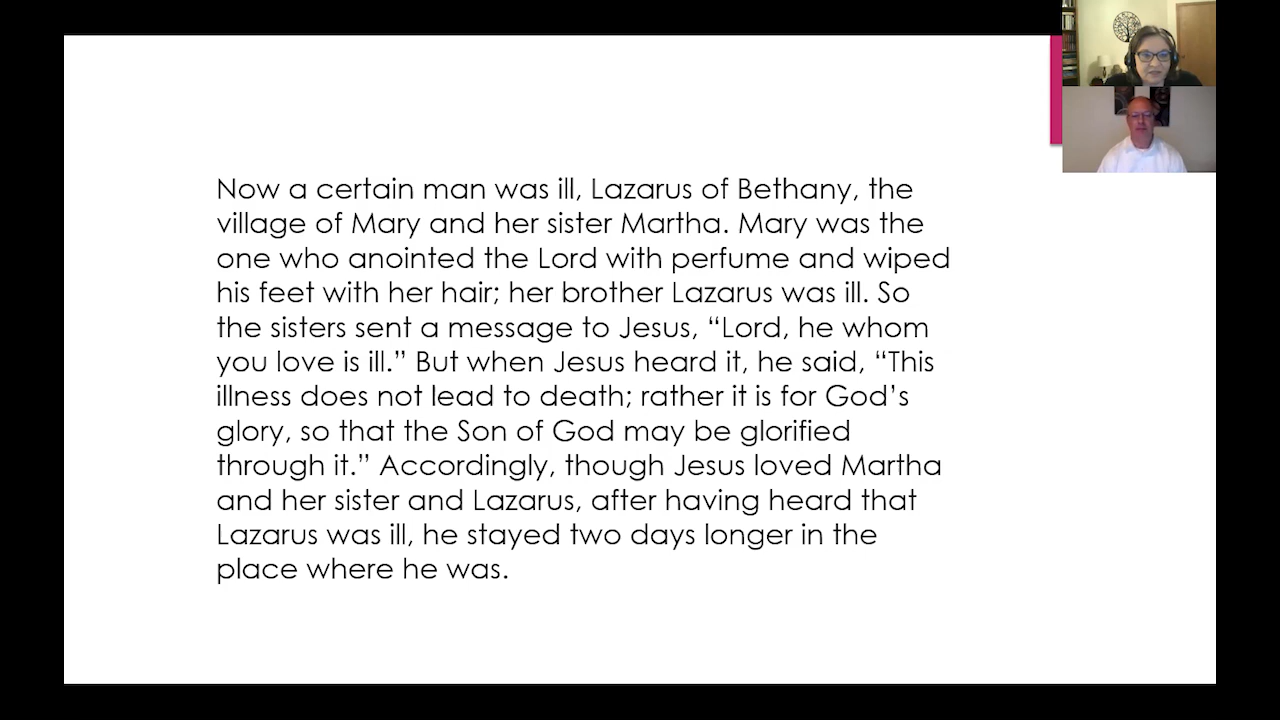 Now a certain man was ill, Lazarus of Bethany, the
village of Mary and her sister Martha. Mary was the
one who anointed the Lord with perfume and wiped
his feet with her hair; her brother Lazarus was ill. So
the sisters sent a message to Jesus, “Lord, he whom
you love is ill.” But when Jesus heard it, he said, “This
illness does not lead to death; rather it is for God’s
glory, so that the Son of God may be glorified
through it.” Accordingly, though Jesus loved Martha
and her sister and Lazarus, after having heard that
Lazarus was ill, he stayed two days longer in the
place where he was.